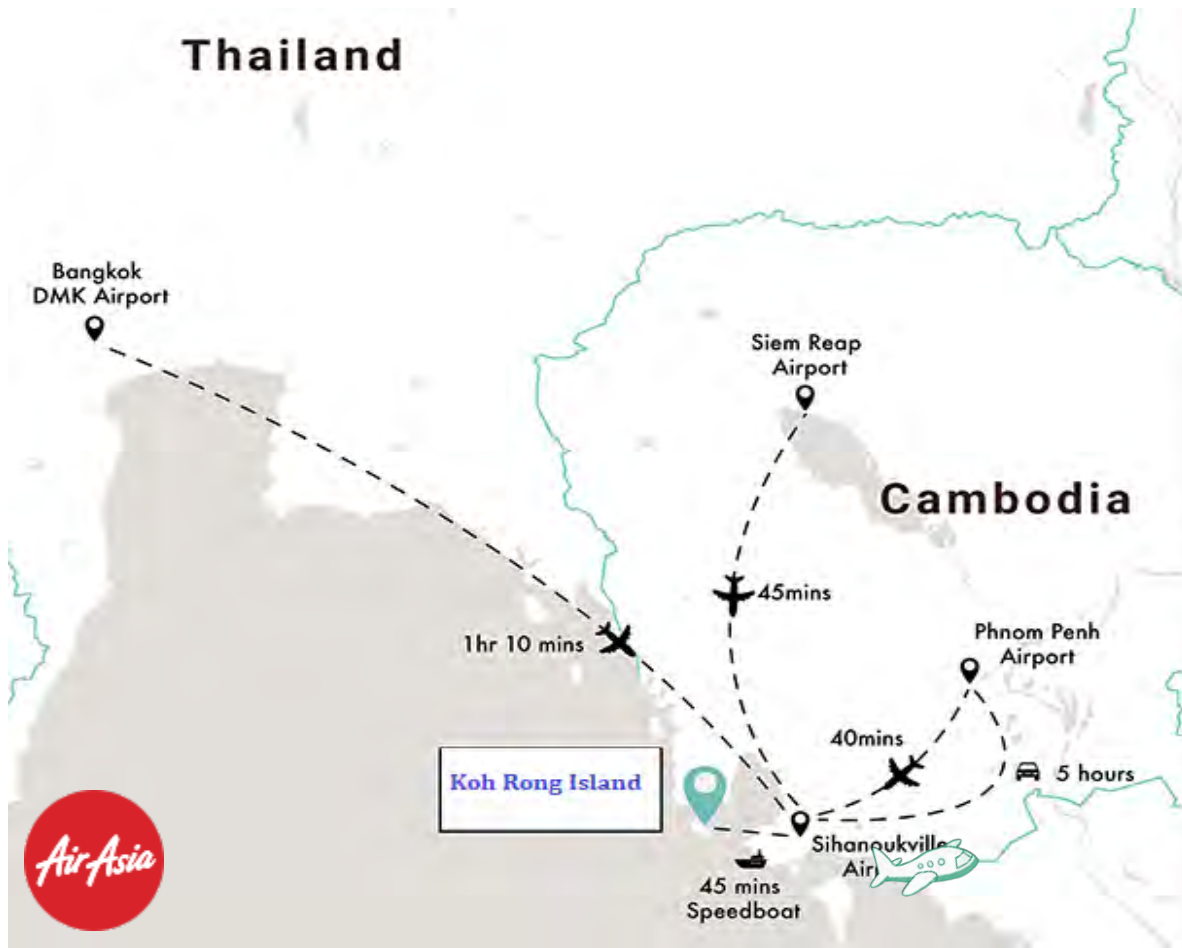 Thailand
Bangkok
DMK Airport
Siem Reap
Airport
Cambodia
45mins
1hr 10 mins
Phnom Penh
Airport
40mins
5 hours
Koh Rong Island
Sihanoukville
45 mins
Speedboat
AirAsia